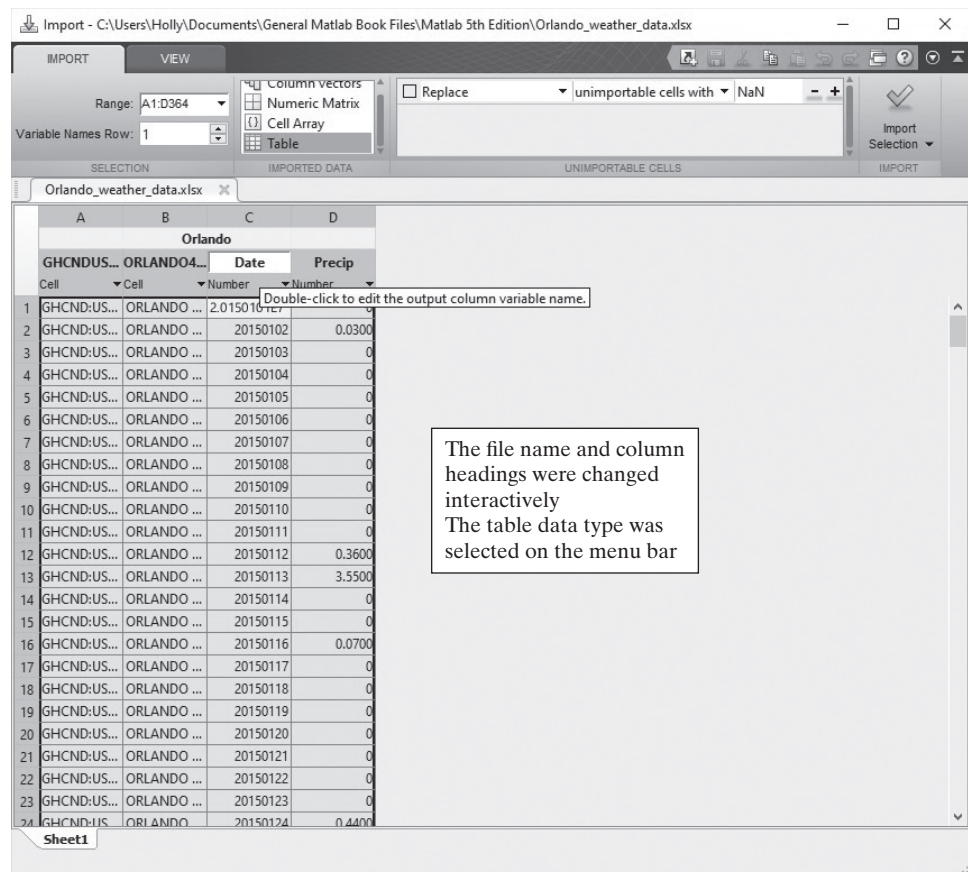 Import - C:\Users\Holly\Documents\General Matlab Book Files\Matlab 5th Edition\Orlando_weather_data.xlsx
IMPORT VIEW
Range: A1:D364
Variable Names Row: 1
Column vectors
Numeric Matrix
Cell Array
Table
Replace unimportable cells with NaN - +
Import
Selection
SELECTION IMPORTED DATA UNIMPORTABLE CELLS IMPORT
Orlando_weather_data.xlsx
A B C D
Orlando
GHCNDUS... ORLANDO4... Date Precip
Cell Cell Number Number
Double-click to edit the output column variable name.
1 GHCND:US... ORLANDO ... 2.0150101E7 0
2 GHCND:US... ORLANDO ... 20150102 0.0300
3 GHCND:US... ORLANDO ... 20150103 0
4 GHCND:US... ORLANDO ... 20150104 0
5 GHCND:US... ORLANDO ... 20150105 0
6 GHCND:US... ORLANDO ... 20150106 0
7 GHCND:US... ORLANDO ... 20150107 0
8 GHCND:US... ORLANDO ... 20150108 0
9 GHCND:US... ORLANDO ... 20150109 0
10 GHCND:US... ORLANDO ... 20150110 0
11 GHCND:US... ORLANDO ... 20150111 0
12 GHCND:US... ORLANDO ... 20150112 0.3600
13 GHCND:US... ORLANDO ... 20150113 3.5500
14 GHCND:US... ORLANDO ... 20150114 0
15 GHCND:US... ORLANDO ... 20150115 0
16 GHCND:US... ORLANDO ... 20150116 0.0700
17 GHCND:US... ORLANDO ... 20150117 0
18 GHCND:US... ORLANDO ... 20150118 0
19 GHCND:US... ORLANDO ... 20150119 0
20 GHCND:US... ORLANDO ... 20150120 0
21 GHCND:US... ORLANDO ... 20150121 0
22 GHCND:US... ORLANDO ... 20150122 0
23 GHCND:US... ORLANDO ... 20150123 0
24 GHCND:US... ORLANDO ... 20150124 0.4400
The file name and column
headings were changed
interactively
The table data type was
selected on the menu bar
Sheet1